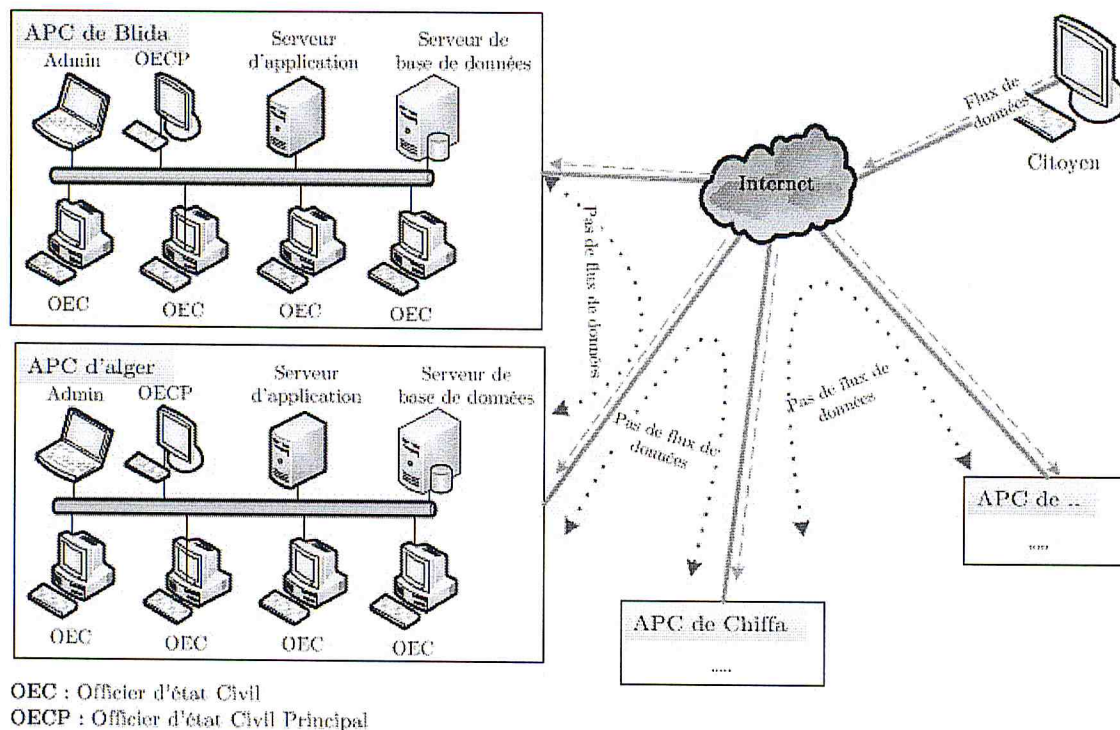 APC de Blida
Admin
OECP
Serveur
d'application
Serveur de
base de données
OEC
OEC
OEC
OEC
APC d'alger
Admin
OECP
Serveur
d'application
Serveur de
base de données
OEC
OEC
OEC
OEC
Internet
Flux de
données
Citoyen
Pas de flux de données
Pas de flux de
données
Pas de flux de
données
APC de Chiffa
.....
APC de ..
.....
OEC : Officier d'état Civil
OECP : Officier d'état Civil Principal